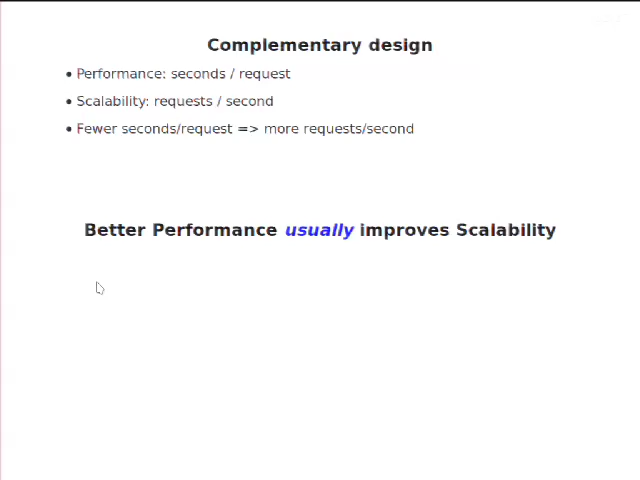 Complementary design
• Performance: seconds / request
• Scalability: requests / second
• Fewer seconds/request => more requests/second
Better Performance usually improves Scalability